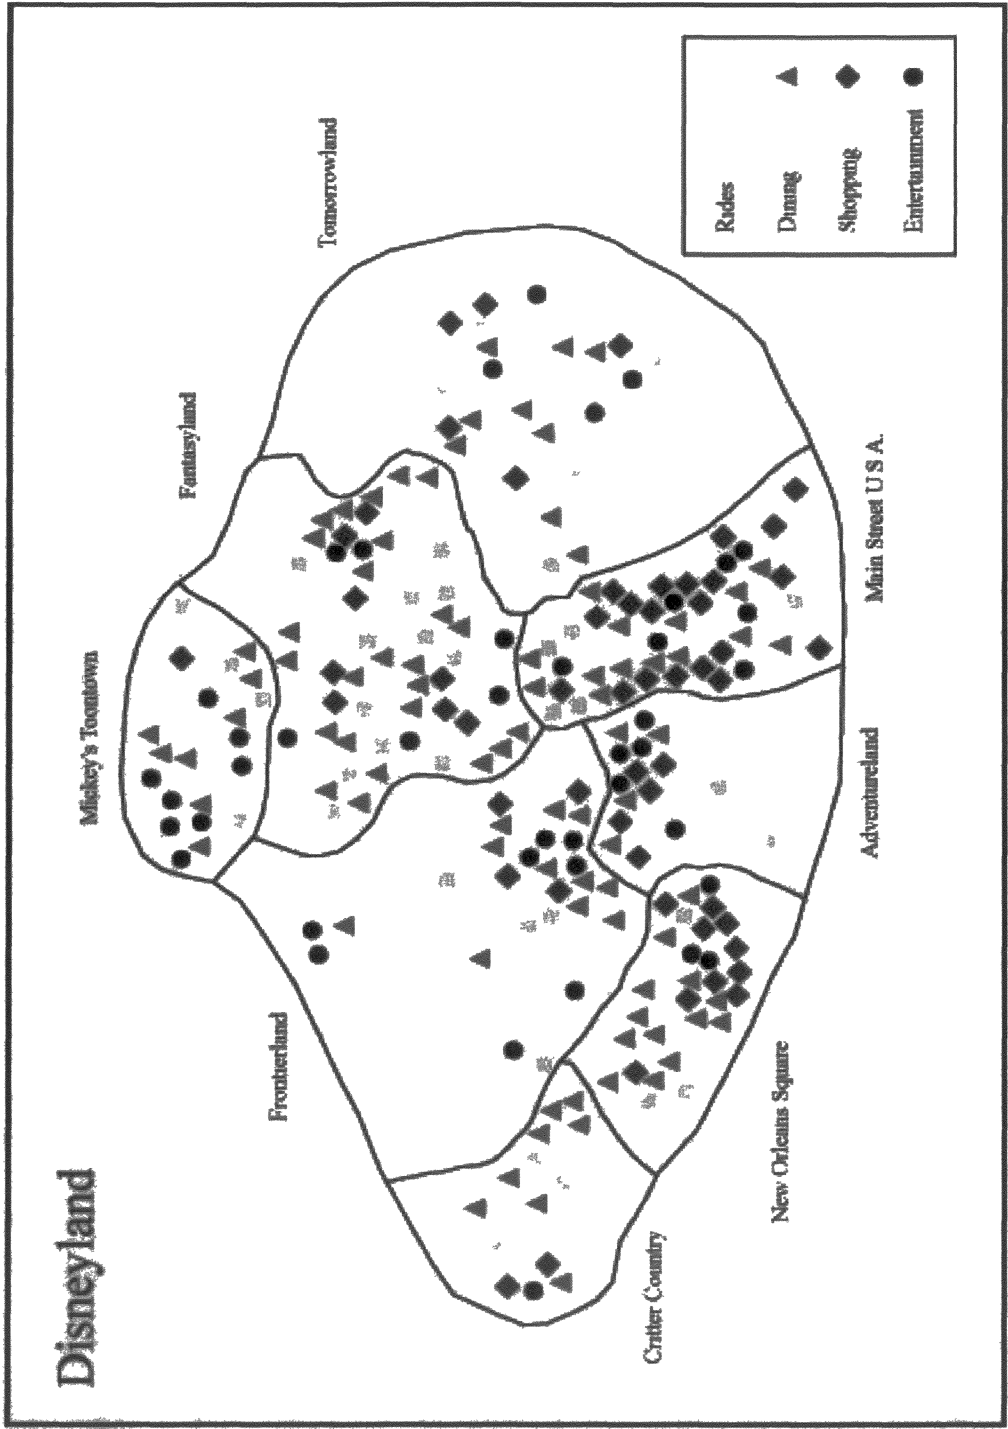 Disneyland
Mickey's Toontown
Fantasyland
Tomorrowland
Frontierland
Critter Country
New Orleans Square
Adventureland
Main Street U S A.
Rides
Dining
Shopping
Entertainment